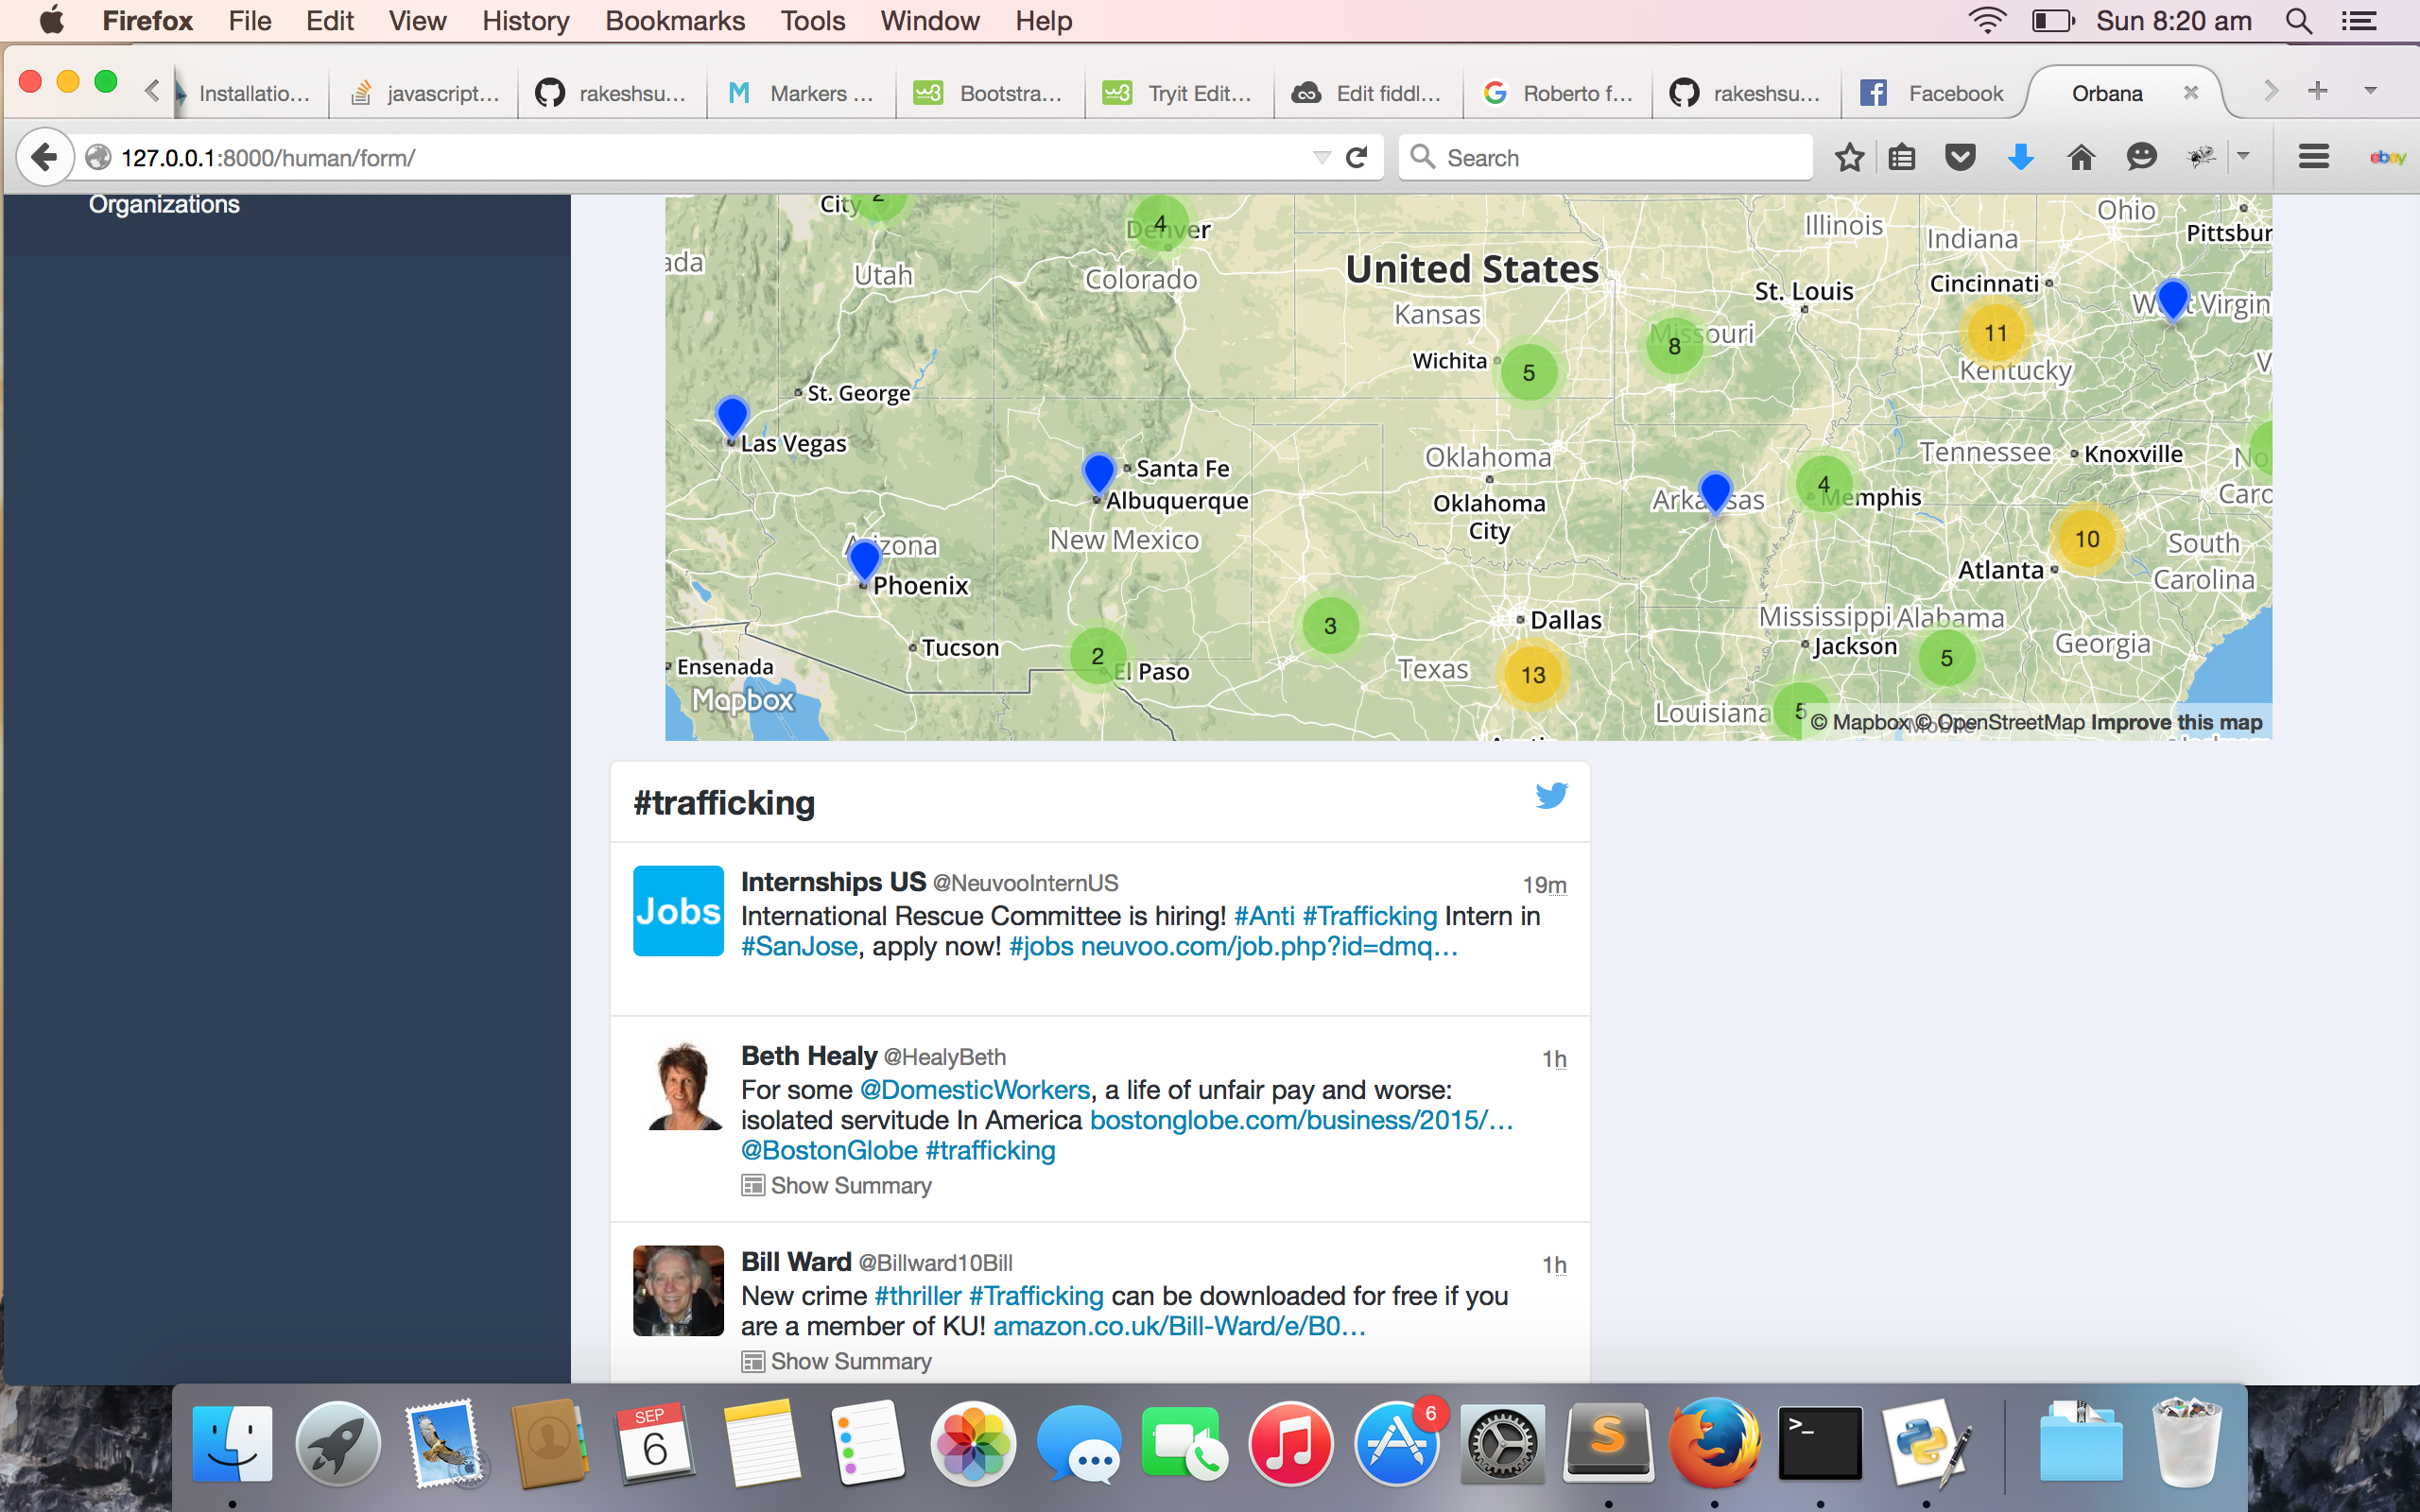 Firefox File Edit View History Bookmarks Tools Window Help Sun 8:20 am
Installatio... javascript... rakeshsu... Markers ... Bootstra... Tryit Edit... Edit fiddl... Roberto f... rakeshsu... Facebook Orbana
127.0.0.1:8000/human/form/ Search ebay
Organizations
City 2
4
Denver
Illinois
Ohio
Indiana
Pittsbur
ada
Utah
Colorado
United States
Cincinnati
St. Louis
Kansas
West Virgin
Missouri
8
11
Wichita
5
Kentucky
V
St. George
Las Vegas
Santa Fe
Albuquerque
Oklahoma
Oklahoma
City
Arkansas
4
Memphis
Tennessee
Knoxville
No
Caro
Arizona
New Mexico
10
South
Carolina
Atlanta
Phoenix
3
Dallas
Mississippi
Alabama
Georgia
Tucson
Jackson
5
Ensenada
2
El Paso
Texas
13
Mapbox
Louisiana
5
© Mapbox © OpenStreetMap Improve this map
#trafficking
Jobs
Internships US @NeuvooInternUS 19m
International Rescue Committee is hiring! #Anti #Trafficking Intern in
#SanJose, apply now! #jobs neuvoo.com/job.php?id=dmq...
Beth Healy @HealyBeth 1h
For some @DomesticWorkers, a life of unfair pay and worse:
isolated servitude In America bostonglobe.com/business/2015/...
@BostonGlobe #trafficking
Show Summary
Bill Ward @Billward10Bill 1h
New crime #thriller #Trafficking can be downloaded for free if you
are a member of KU! amazon.co.uk/Bill-Ward/e/B0...
Show Summary
SEP
6
6